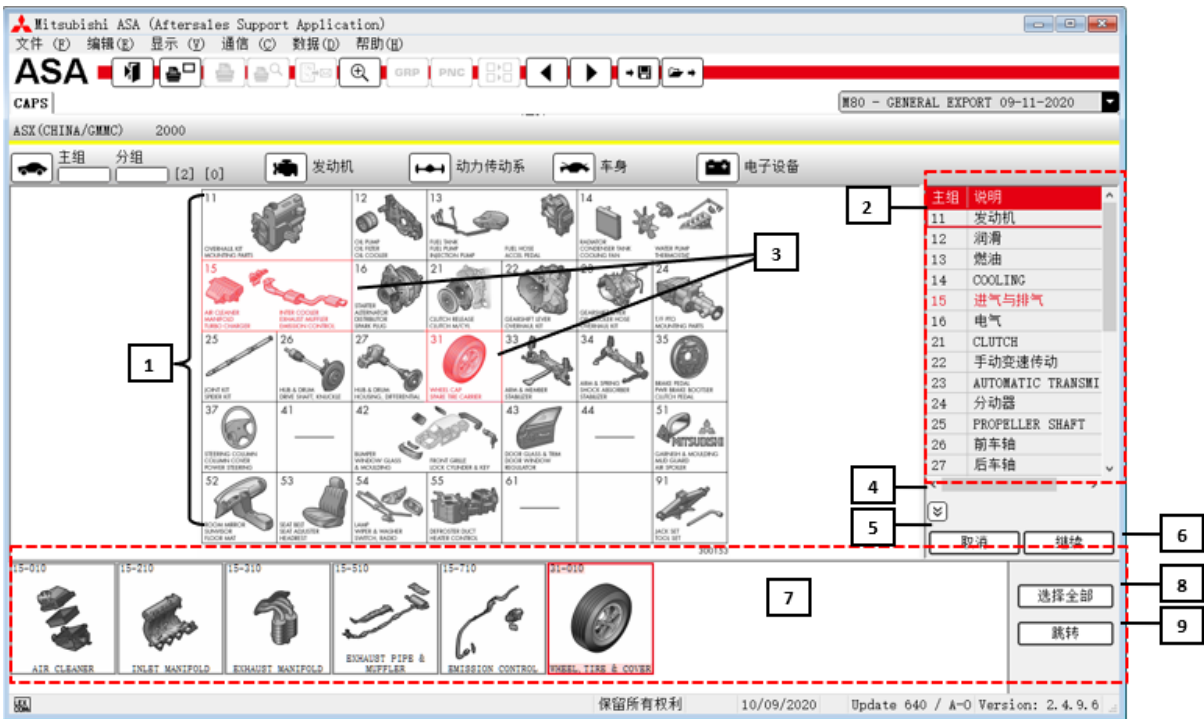 Mitsubishi ASA (Aftersales Support Application)
文件 (F) 编辑(E) 显示 (V) 通信 (C) 数据(D) 帮助(H)
ASA GRP PNC
CAPS
M80 - GENERAL EXPORT 09-11-2020
ASX(CHINA/GMMC) 2000
主组 分组 [2] [0] 发动机 动力传动系 车身 电子设备
11
OVERHAUL KIT
MOUNTING PARTS
12
OIL PUMP
OIL FILTER
OIL COOLER
13
FUEL TANK
FUEL PUMP
INJECTION PUMP
FUEL HOSE
ACCEL PEDAL
14
RADIATOR
CONDENSER TANK
COOLING FAN
WATER PUMP
THERMOSTAT
15
AIR CLEANER
MANIFOLD
TURBO CHARGER
INTER COOLER
EXHAUST MUFFLER
EMISSION CONTROL
16
STARTER
ALTERNATOR
DISTRIBUTOR
SPARK PLUG
21
CLUTCH RELEASE
CLUTCH M/CYL
22
GEARSHIFT LEVER
OVERHAUL KIT
23
GEARSHIFT LEVER
OIL COOLER HOSE
OVERHAUL KIT
24
T/F PTO
MOUNTING PARTS
25
JOINT KIT
SPIDER KIT
26
HUB & DRUM
DRIVE SHAFT, KNUCKLE
27
HUB & DRUM
HOUSING, DIFFERENTIAL
31
WHEEL CAP
SPARE TIRE CARRIER
33
ARM & MEMBER
STABILIZER
34
ARM & SPRING
SHOCK ABSORBER
STABILIZER
35
BRAKE PEDAL
PWR BRAKE BOOSTER
CLUTCH PEDAL
37
STEERING COLUMN
COLUMN COVER
POWER STEERING
41
42
BUMPER
WINDOW GLASS
& MOULDING
FRONT GRILLE
LOCK CYLINDER & KEY
43
DOOR GLASS & TRIM
DOOR WINDOW
REGULATOR
44
51
MITSUBISHI
GARNISH & MOULDING
MUD GUARD
AIR SPOILER
52
ROOM MIRROR
SUNVISOR
FLOOR MAT
53
SEAT BELT
SEAT ADJUSTER
HEADREST
54
LAMP
WIPER & WASHER
SWITCH, RADIO
55
DEFROSTER DUCT
HEATER CONTROL
61
91
JACK SET
TOOL SET
300153
主组 说明
11 发动机
12 润滑
13 燃油
14 COOLING
15 进气与排气
16 电气
21 CLUTCH
22 手动变速传动
23 AUTOMATIC TRANSMI
24 分动器
25 PROPELLER SHAFT
26 前车轴
27 后车轴
取消 继续
1
2
3
4
5
6
7
8
9
15-010
AIR CLEANER
15-210
INLET MANIFOLD
15-310
EXHAUST MANIFOLD
15-510
EXHAUST PIPE &
MUFFLER
15-710
EMISSION CONTROL
31-010
WHEEL,TIRE & COVER
选择全部
跳转
保留所有权利 10/09/2020 Update 640 / A-0 Version: 2.4.9.6